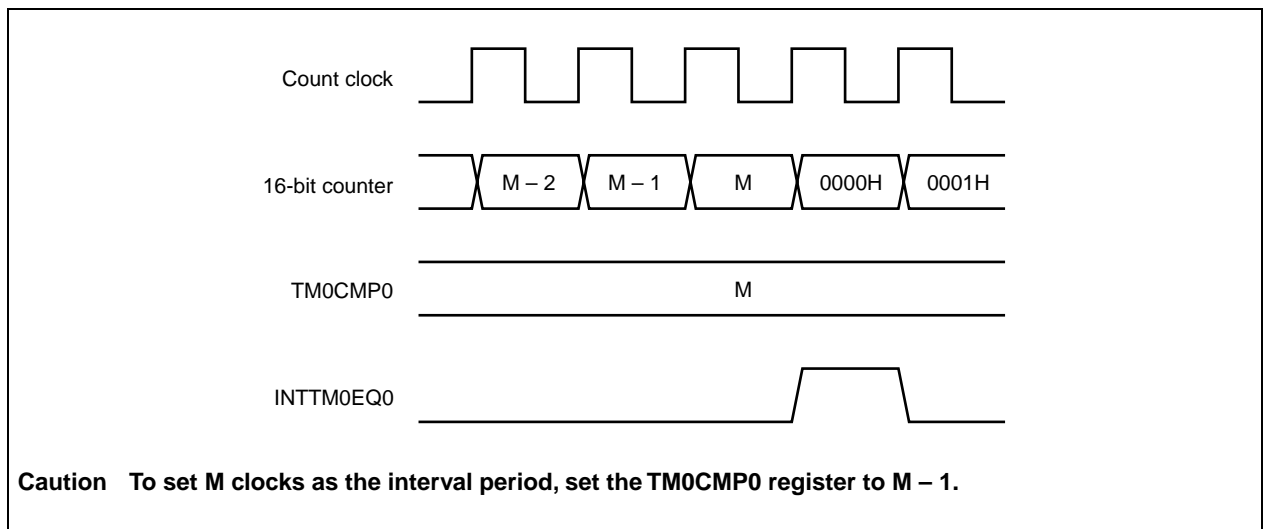 Count clock
16-bit counter M – 2 M – 1 M 0000H 0001H
TM0CMP0 M
INTTM0EQ0
Caution To set M clocks as the interval period, set the TM0CMP0 register to M – 1.